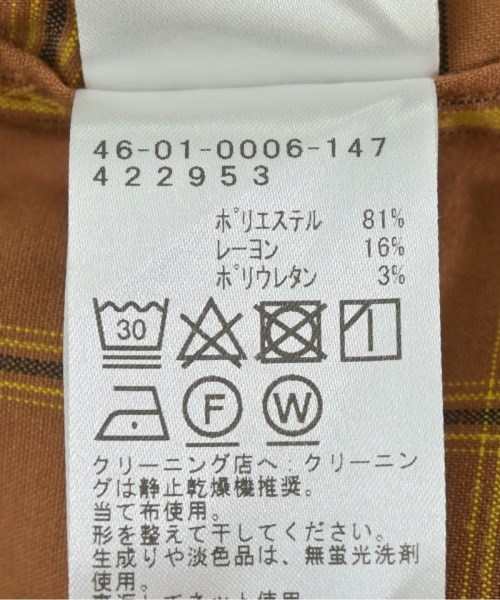 46-01-0006-147
422953
ポリエステル 81%
レーヨン 16%
ポリウレタン 3%
30
F W
クリーニング店へ:クリーニン
グは静止乾燥機推奨。
当て布使用。
形を整えて干してください。
生成りや淡色品は、無蛍光洗剤
使用。